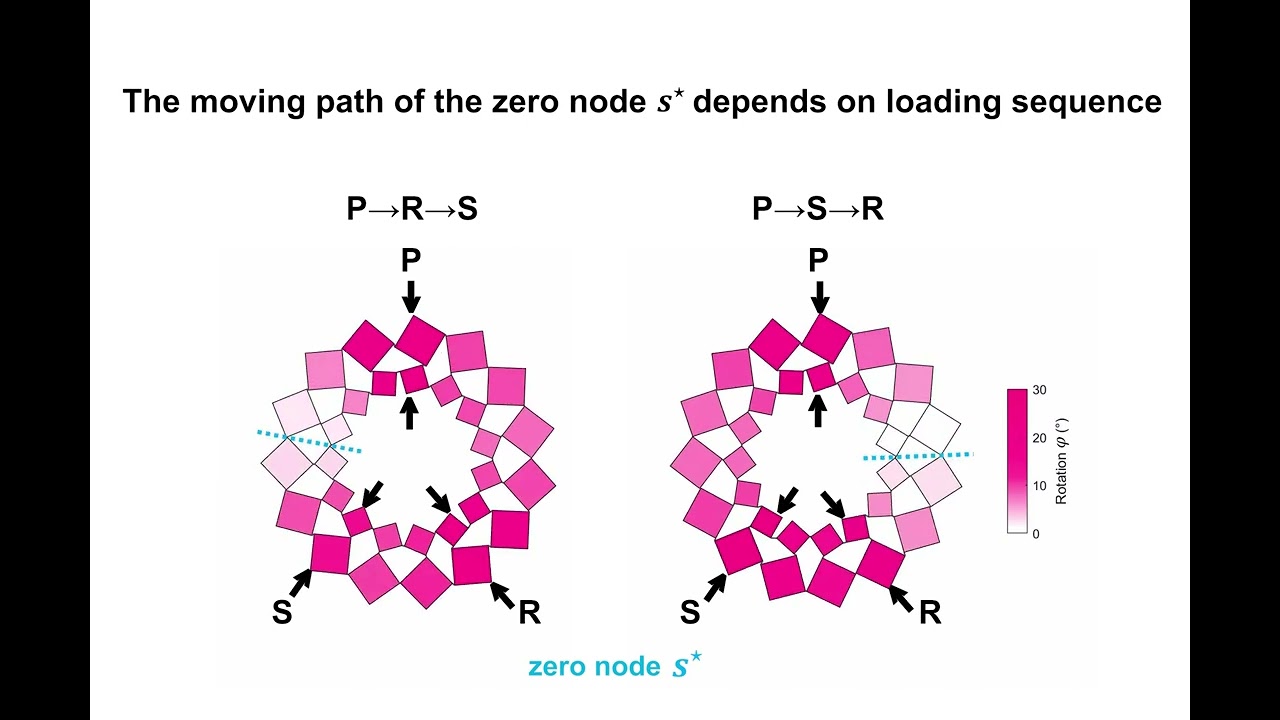 The moving path of the zero node s* depends on loading sequence
P→R→S
P→S→R
P
P
30
20
10
0
Rotation φ (°)
S
R
S
R
zero node s*